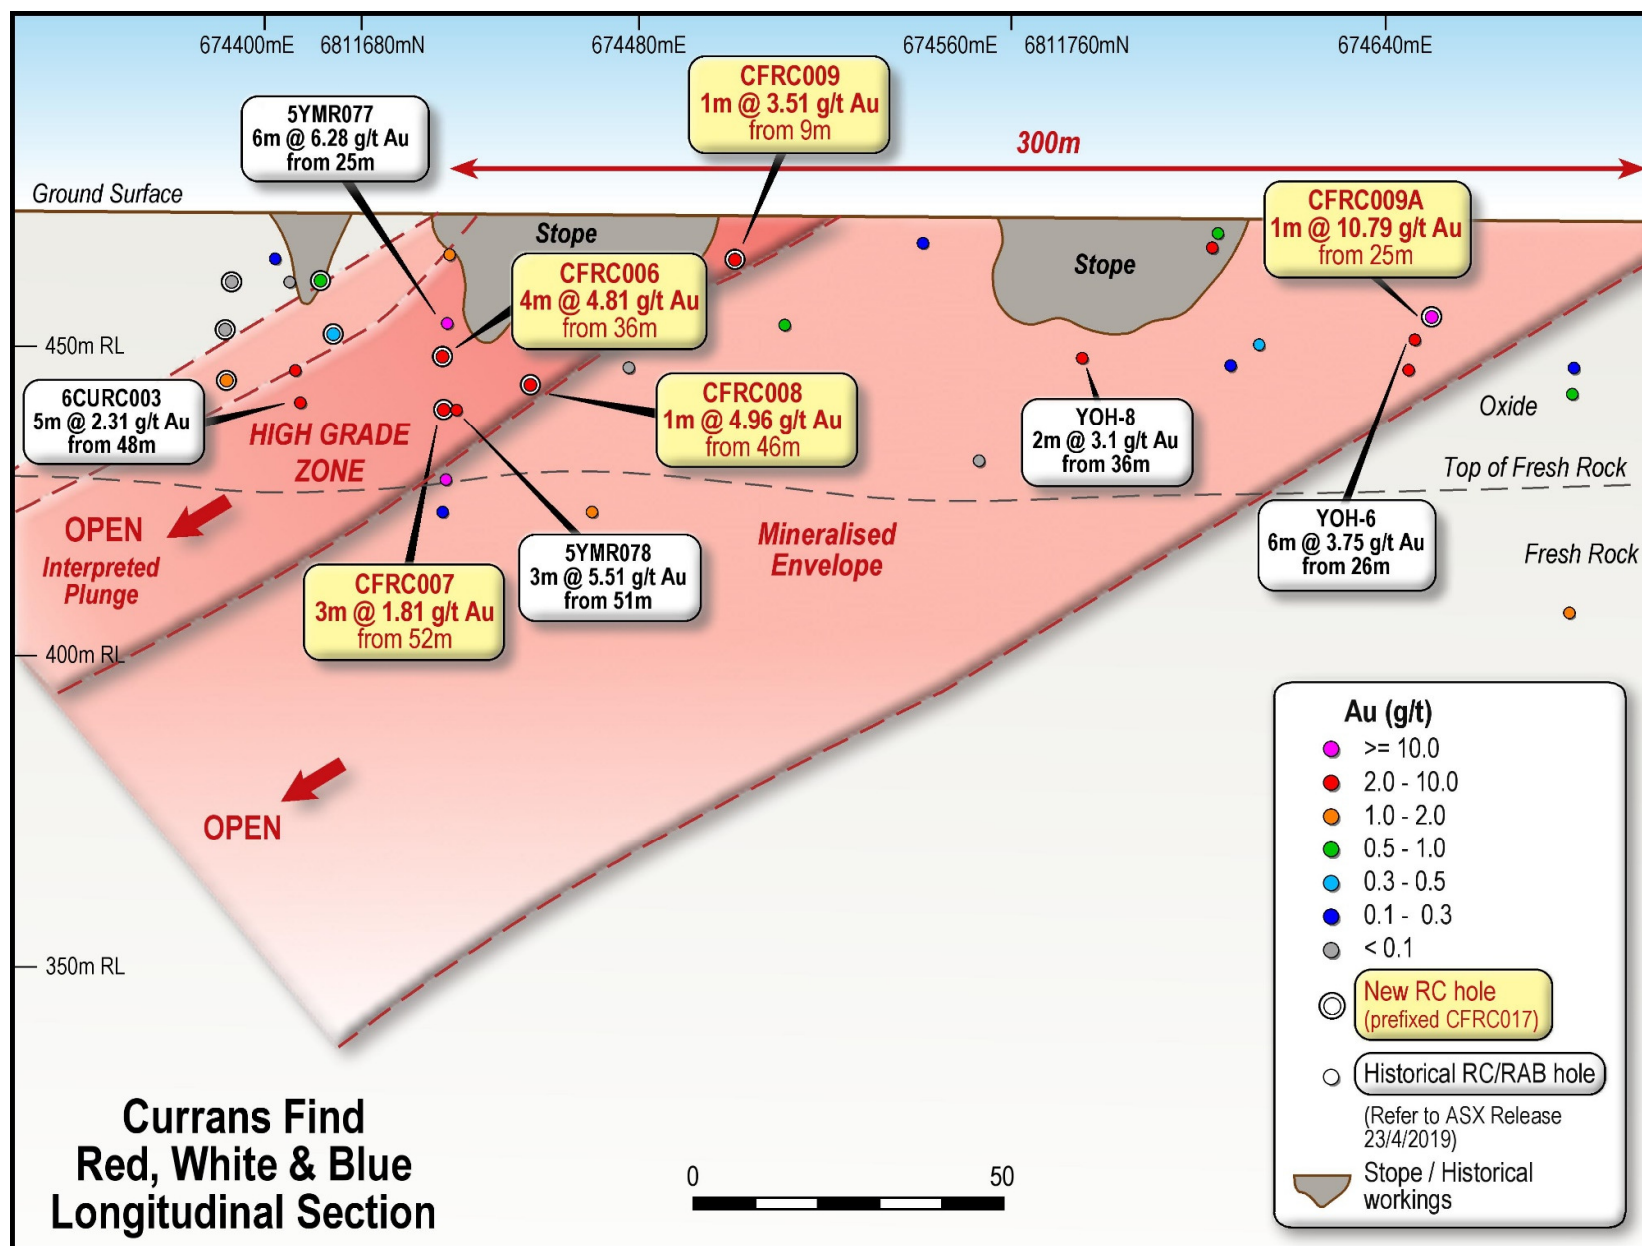 674400mE
6811680mN
674480mE
674560mE
6811760mN
674640mE
CFRC009
1m @ 3.51 g/t Au
from 9m
5YMR077
6m @ 6.28 g/t Au
from 25m
300m
Ground Surface
CFRC009A
1m @ 10.79 g/t Au
from 25m
Stope
Stope
CFRC006
4m @ 4.81 g/t Au
from 36m
450m RL
6CURC003
5m @ 2.31 g/t Au
from 48m
HIGH GRADE
ZONE
CFRC008
1m @ 4.96 g/t Au
from 46m
YOH-8
2m @ 3.1 g/t Au
from 36m
Oxide
Top of Fresh Rock
OPEN
Interpreted
Plunge
CFRC007
3m @ 1.81 g/t Au
from 52m
5YMR078
3m @ 5.51 g/t Au
from 51m
Mineralised
Envelope
YOH-6
6m @ 3.75 g/t Au
from 26m
Fresh Rock
400m RL
OPEN
350m RL
Au (g/t)
>= 10.0
2.0 - 10.0
1.0 - 2.0
0.5 - 1.0
0.3 - 0.5
0.1 - 0.3
< 0.1
New RC hole
(prefixed CFRC017)
Historical RC/RAB hole
(Refer to ASX Release
23/4/2019)
Stope / Historical
workings
Currans Find
Red, White & Blue
Longitudinal Section
0 50